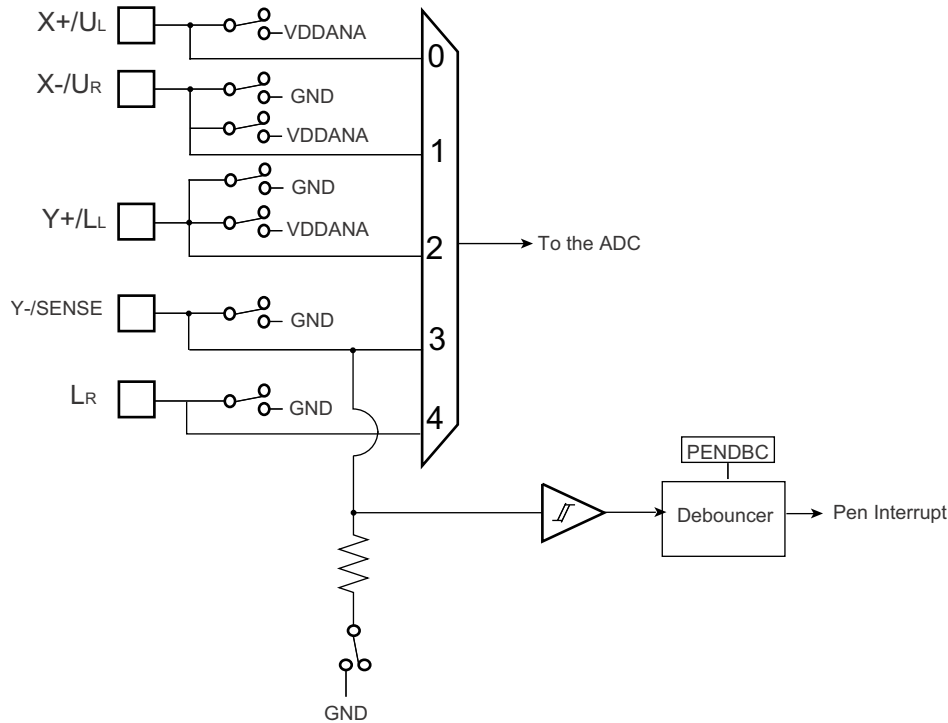 X+/UL
VDDANA
0
X-/UR
GND
VDDANA
1
GND
Y+/LL
VDDANA
2
To the ADC
Y-/SENSE
GND
3
LR
GND
4
PENDBC
Debouncer
Pen Interrupt
GND